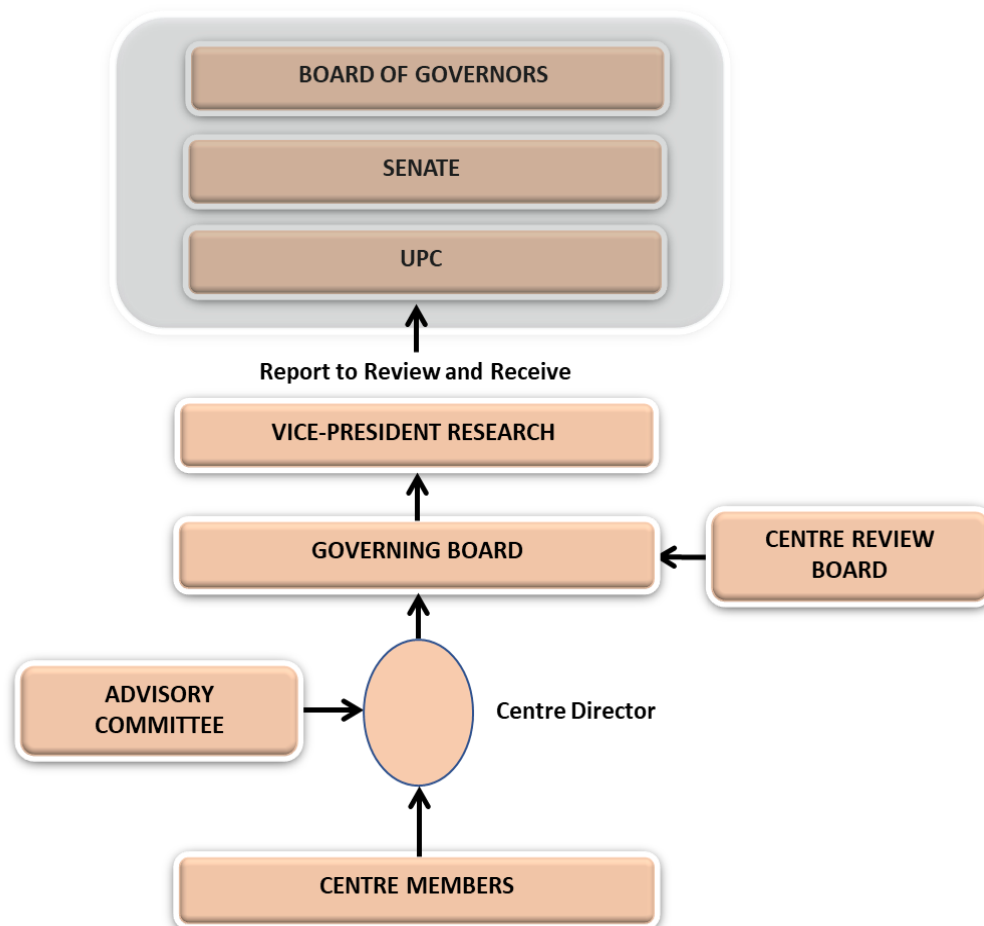 BOARD OF GOVERNORS
SENATE
UPC
Report to Review and Receive
VICE-PRESIDENT RESEARCH
GOVERNING BOARD
CENTRE REVIEW
BOARD
ADVISORY
COMMITTEE
Centre Director
CENTRE MEMBERS